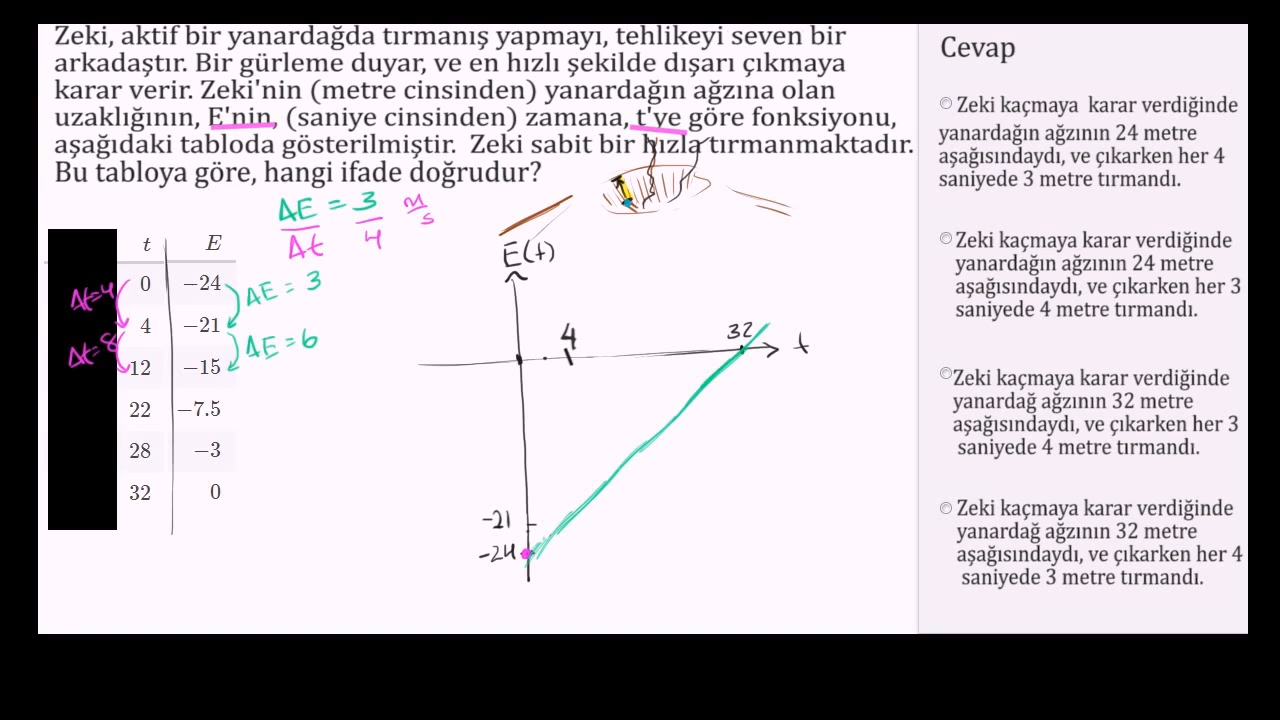 Zeki, aktif bir yanardağda tırmanış yapmayı, tehlikeyi seven bir
arkadaştır. Bir gürleme duyar, ve en hızlı şekilde dışarı çıkmaya
karar verir. Zeki'nin (metre cinsinden) yanardağın ağzına olan
uzaklığının, E'nin, (saniye cinsinden) zamana, t'ye göre fonksiyonu,
aşağıdaki tabloda gösterilmiştir. Zeki sabit bir hızla tırmanmaktadır.
Bu tabloya göre, hangi ifade doğrudur?
ΔE/Δt = 3/4 m/s
t E
0 −24
4 −21
12 −15
22 −7.5
28 −3
32 0
Δt=4
Δt=8
ΔE = 3
ΔE = 6
E(t)
4
32
t
-21
-24
Cevap
Zeki kaçmaya karar verdiğinde
yanardağın ağzının 24 metre
aşağısındaydı, ve çıkarken her 4
saniyede 3 metre tırmandı.
Zeki kaçmaya karar verdiğinde
yanardağın ağzının 24 metre
aşağısındaydı, ve çıkarken her 3
saniyede 4 metre tırmandı.
Zeki kaçmaya karar verdiğinde
yanardağ ağzının 32 metre
aşağısındaydı, ve çıkarken her 3
saniyede 4 metre tırmandı.
Zeki kaçmaya karar verdiğinde
yanardağ ağzının 32 metre
aşağısındaydı, ve çıkarken her 4
saniyede 3 metre tırmandı.